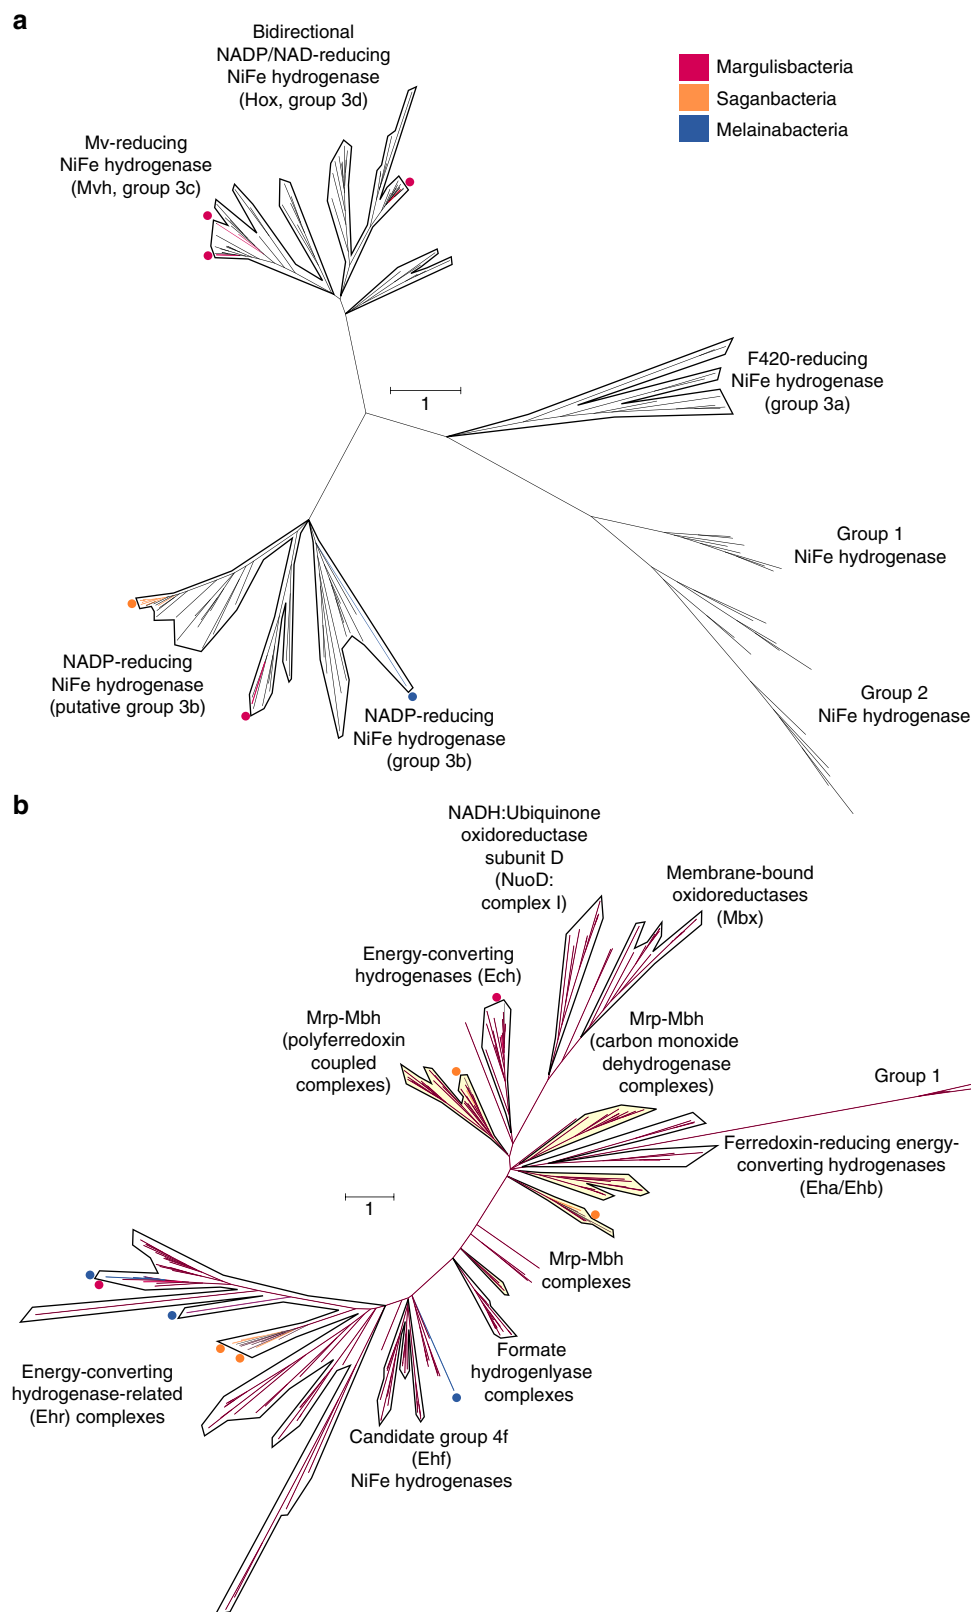 a
Bidirectional
NADP/NAD-reducing
NiFe hydrogenase
(Hox, group 3d)
Margulisbacteria
Saganbacteria
Melainabacteria
Mv-reducing
NiFe hydrogenase
(Mvh, group 3c)
F420-reducing
NiFe hydrogenase
(group 3a)
1
Group 1
NiFe hydrogenase
NADP-reducing
NiFe hydrogenase
(putative group 3b)
NADP-reducing
NiFe hydrogenase
(group 3b)
Group 2
NiFe hydrogenase
b
NADH:Ubiquinone
oxidoreductase
subunit D
(NuoD:
complex I)
Membrane-bound
oxidoreductases
(Mbx)
Energy-converting
hydrogenases (Ech)
Mrp-Mbh
(polyferredoxin
coupled
complexes)
Mrp-Mbh
(carbon monoxide
dehydrogenase
complexes)
Group 1
Ferredoxin-reducing energy-
converting hydrogenases
(Eha/Ehb)
1
Mrp-Mbh
complexes
Formate
hydrogenlyase
complexes
Energy-converting
hydrogenase-related
(Ehr) complexes
Candidate group 4f
(Ehf)
NiFe hydrogenases